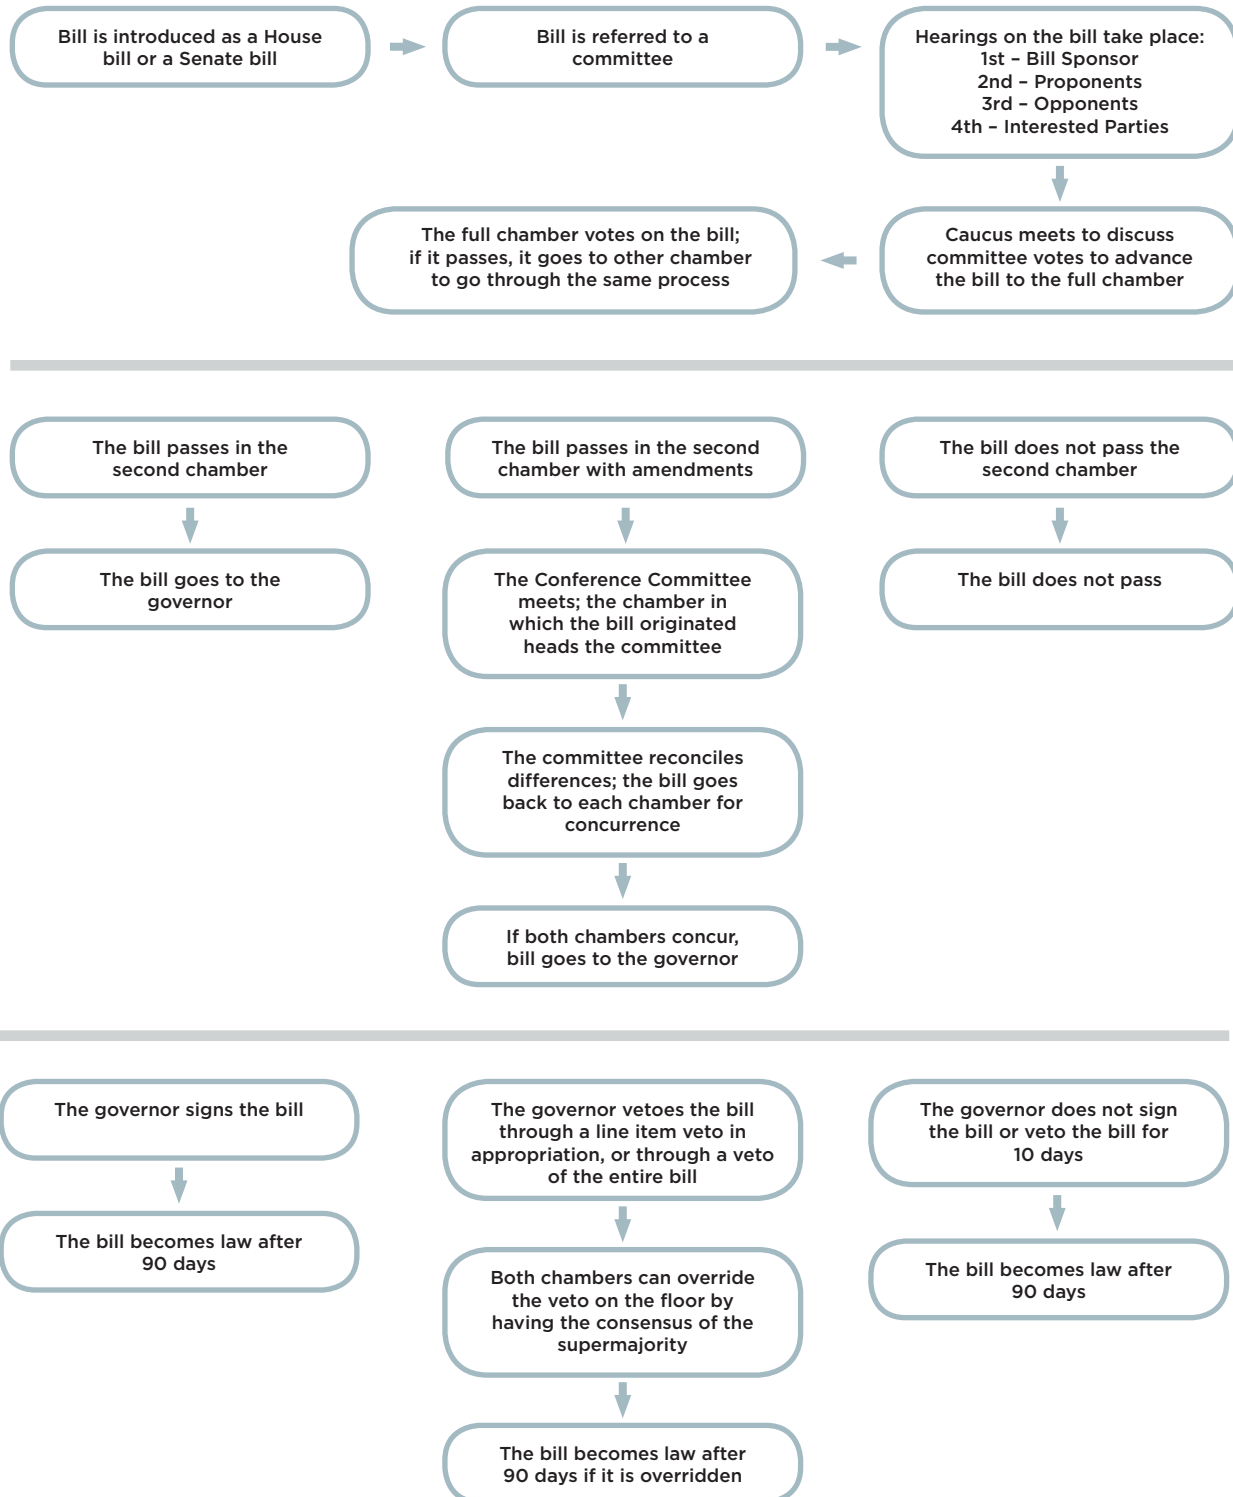 Bill is introduced as a House
bill or a Senate bill
Bill is referred to a
committee
Hearings on the bill take place:
1st – Bill Sponsor
2nd – Proponents
3rd – Opponents
4th – Interested Parties
Caucus meets to discuss
committee votes to advance
the bill to the full chamber
The full chamber votes on the bill;
if it passes, it goes to other chamber
to go through the same process
The bill passes in the
second chamber
The bill goes to the
governor
The bill passes in the second
chamber with amendments
The Conference Committee
meets; the chamber in
which the bill originated
heads the committee
The committee reconciles
differences; the bill goes
back to each chamber for
concurrence
If both chambers concur,
bill goes to the governor
The bill does not pass the
second chamber
The bill does not pass
The governor signs the bill
The bill becomes law after
90 days
The governor vetoes the bill
through a line item veto in
appropriation, or through a veto
of the entire bill
Both chambers can override
the veto on the floor by
having the consensus of the
supermajority
The bill becomes law after
90 days if it is overridden
The governor does not sign
the bill or veto the bill for
10 days
The bill becomes law after
90 days